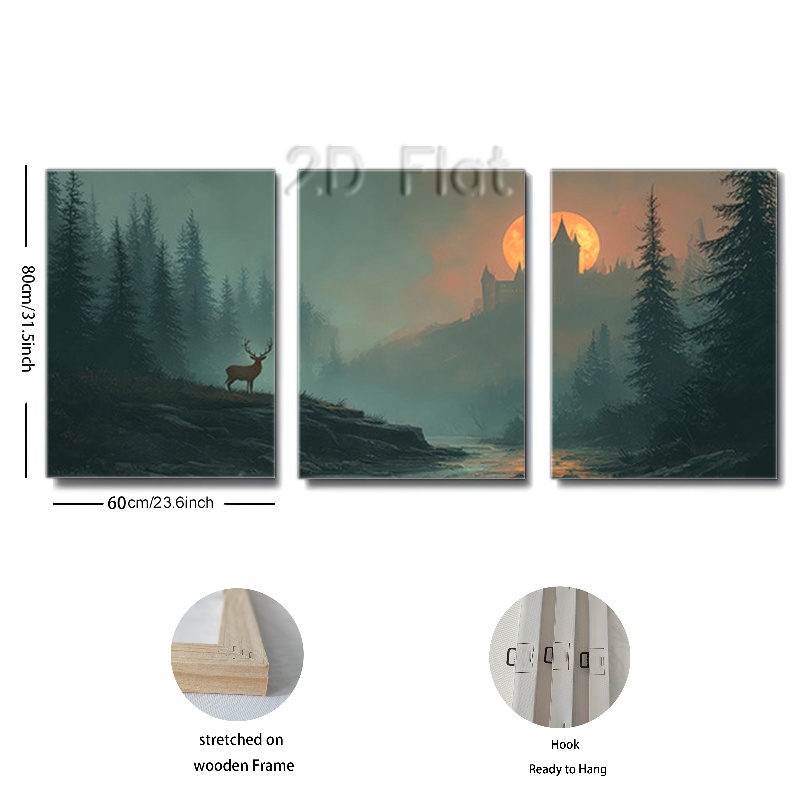 2D Flat
80cm/31.5inch
60cm/23.6inch
stretched on
wooden Frame
Hook
Ready to Hang